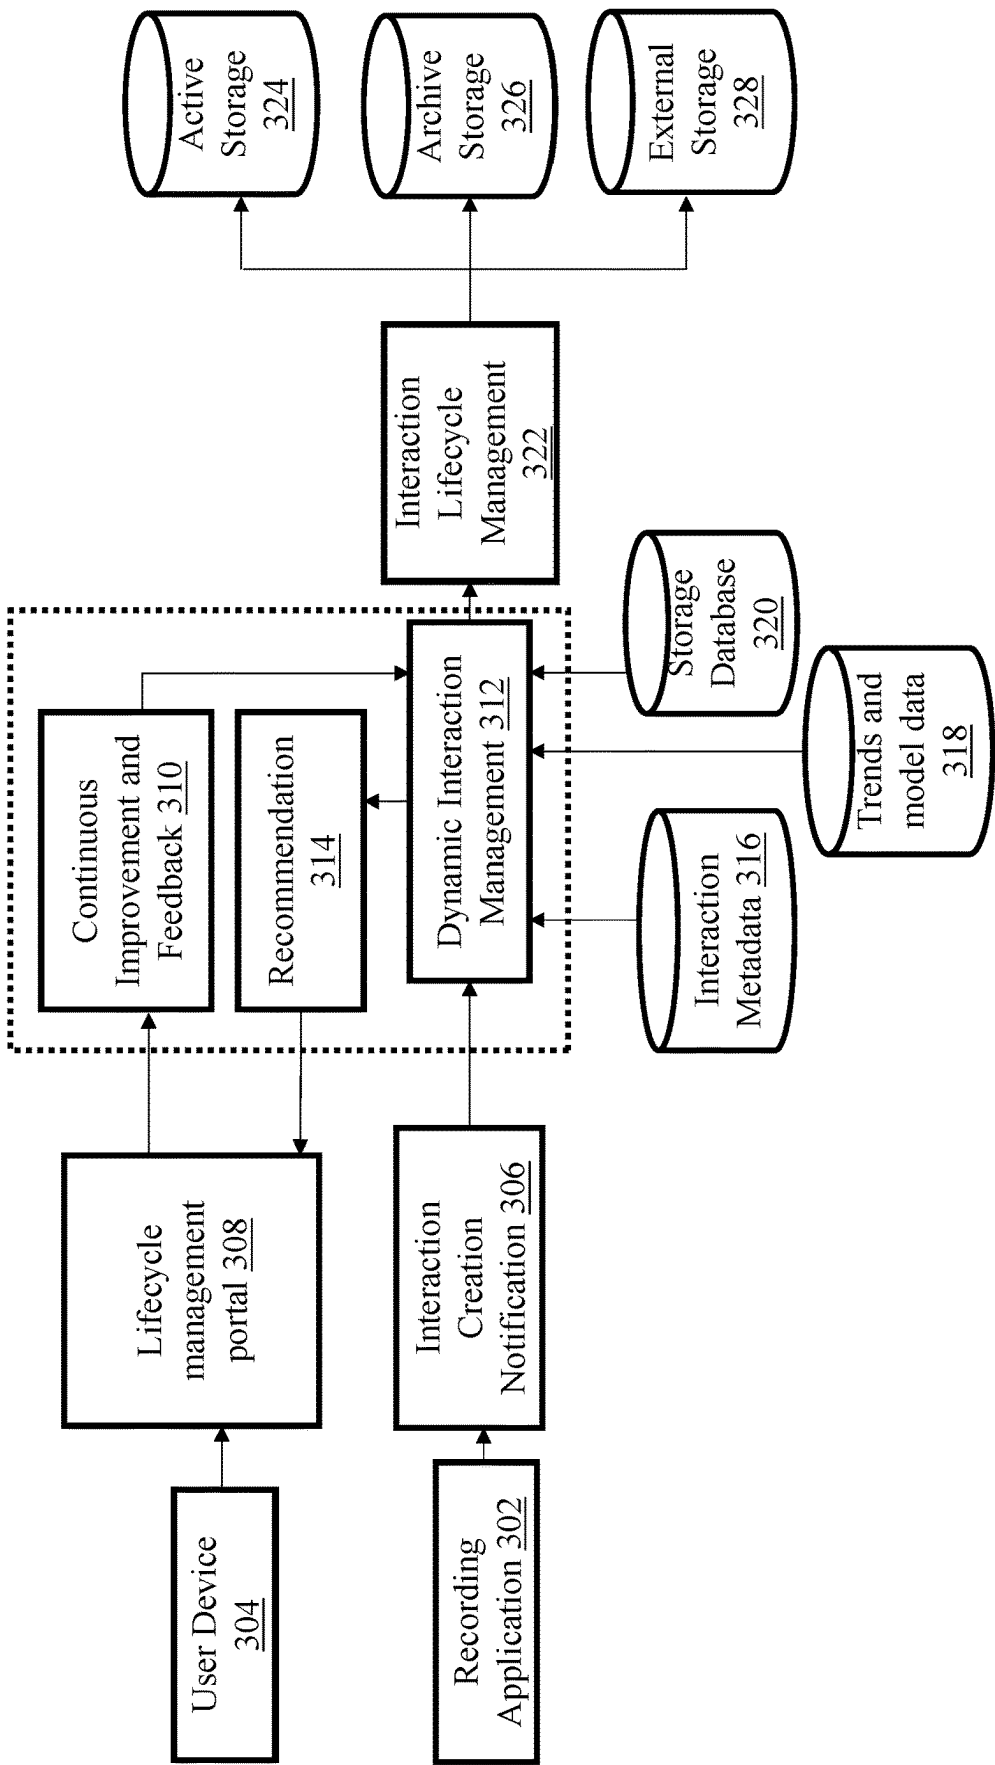 User Device
304
Lifecycle
management
portal 308
Continuous
Improvement and
Feedback 310
Recommendation
314
Recording
Application 302
Interaction
Creation
Notification 306
Dynamic Interaction
Management 312
Interaction
Lifecycle
Management
322
Active
Storage
324
Archive
Storage
326
External
Storage
328
Interaction
Metadata 316
Trends and
model data
318
Storage
Database
320